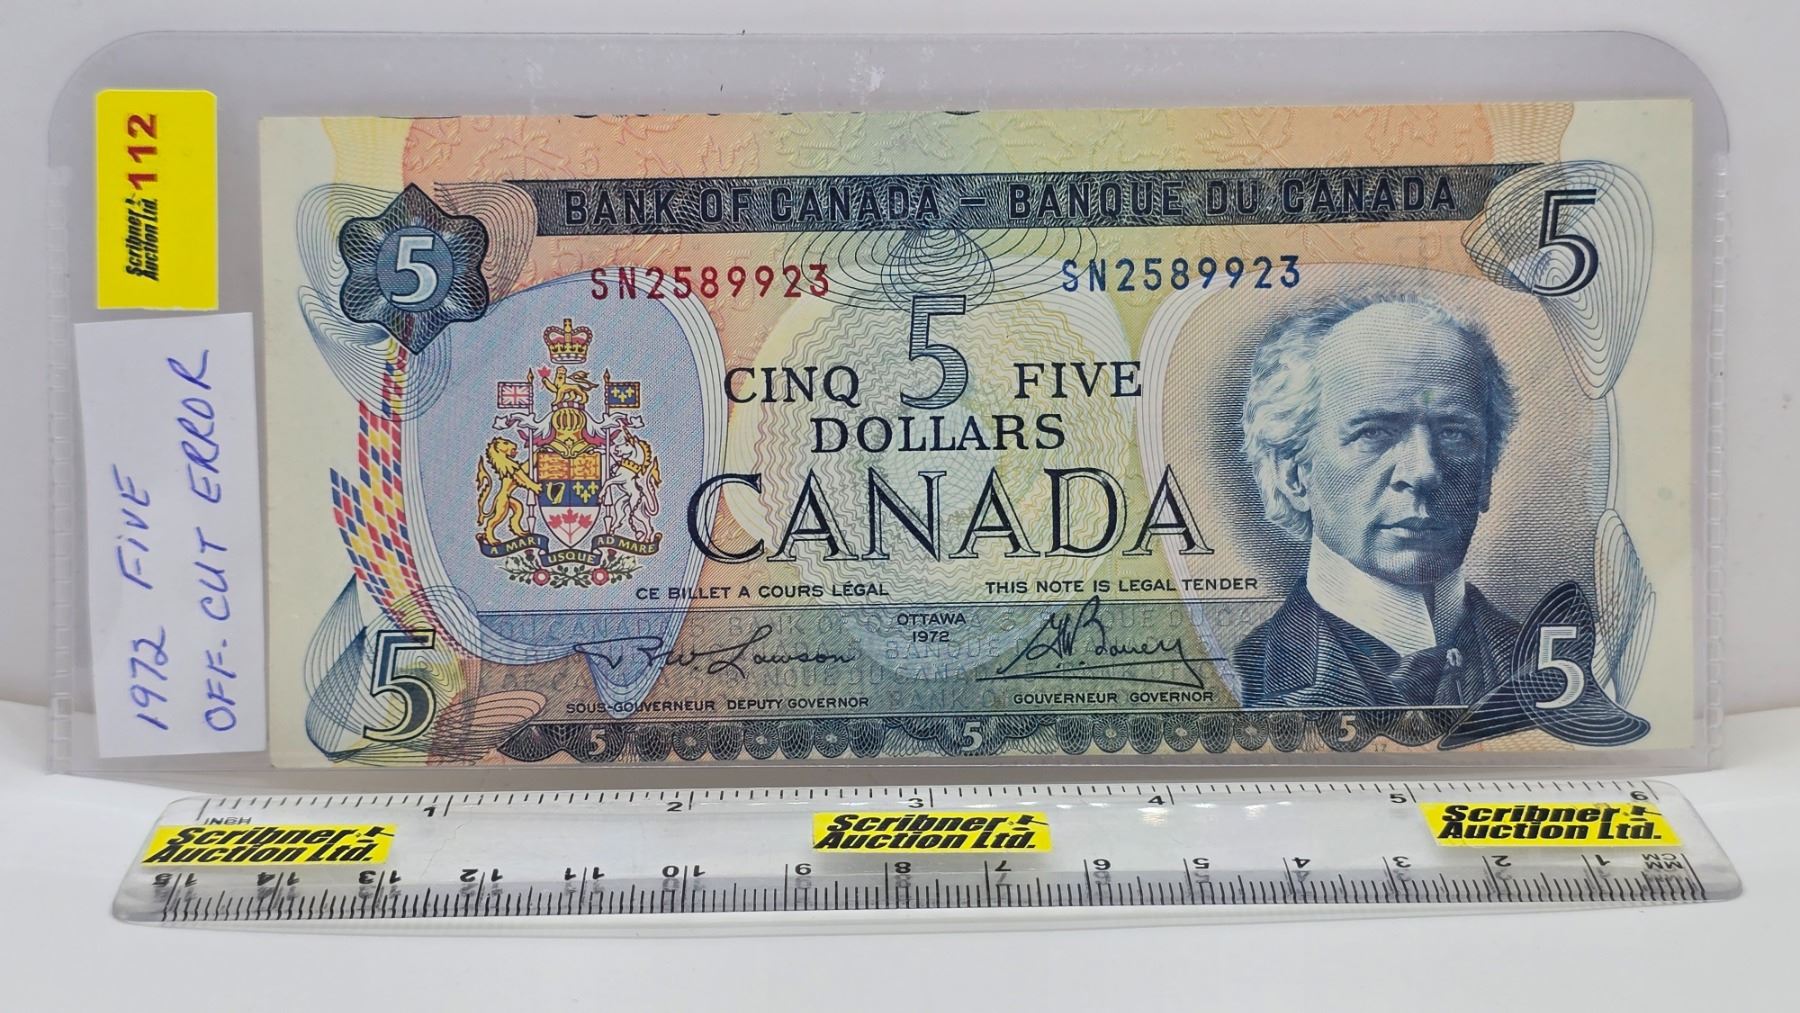 Scribner
Auction Ltd.
112
1972 FIVE
OFF. CUT ERROR
BANK OF CANADA – BANQUE DU CANADA
5
5
SN2589923
SN2589923
5
CINQ FIVE
DOLLARS
CANADA
A MARI USQUE AD MARE
CE BILLET A COURS LÉGAL
THIS NOTE IS LEGAL TENDER
OTTAWA
1972
R.W. Lawson
G.K. Bouey
SOUS-GOUVERNEUR DEPUTY GOVERNOR
GOUVERNEUR GOVERNOR
5
5
5 5 5
17
INCH 1 2 3 4 5 6
Scribner
Auction Ltd.
Scribner
Auction Ltd.
Scribner
Auction Ltd.
15 14 13 12 11 10 9 8 7 6 5 4 3 2 1 MM
CM